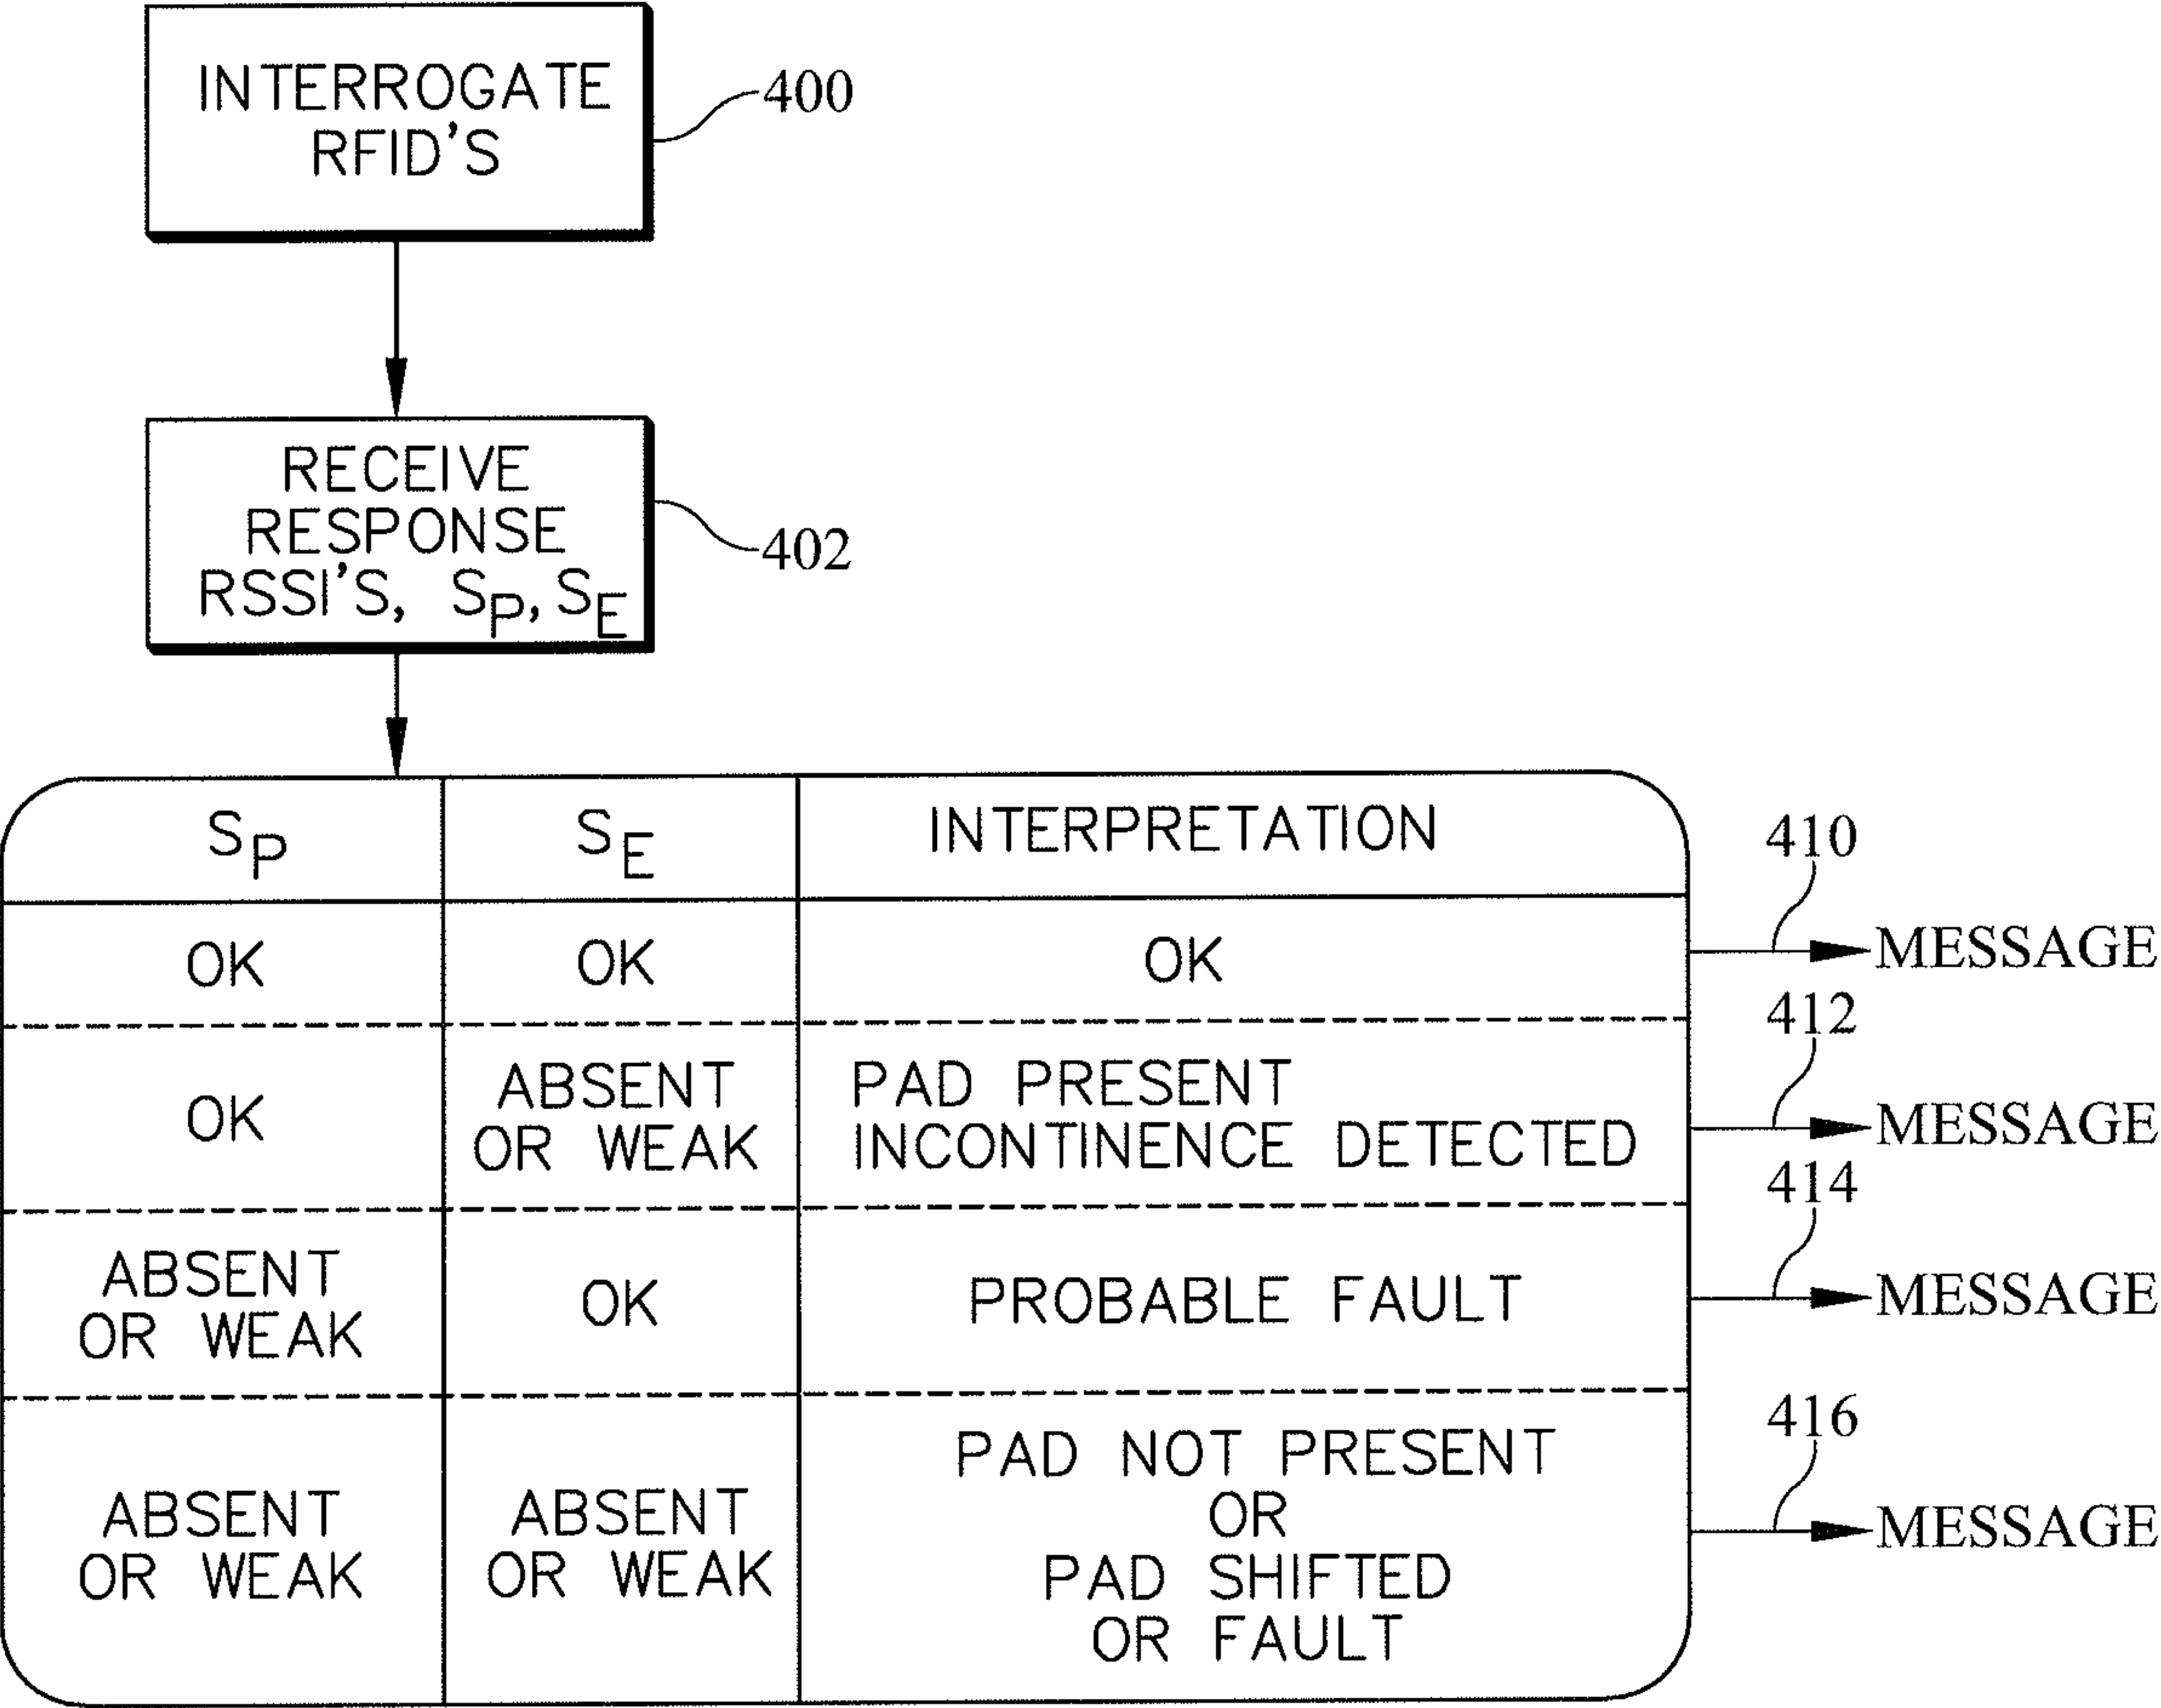 INTERROGATE
RFID'S
400
RECEIVE
RESPONSE
RSSI'S, SP, SE
402
SP SE INTERPRETATION
410
OK OK OK
MESSAGE
412
OK
ABSENT
OR WEAK
PAD PRESENT
INCONTINENCE DETECTED
MESSAGE
414
ABSENT
OR WEAK
OK
PROBABLE FAULT
MESSAGE
416
ABSENT
OR WEAK
ABSENT
OR WEAK
PAD NOT PRESENT
OR
PAD SHIFTED
OR FAULT
MESSAGE